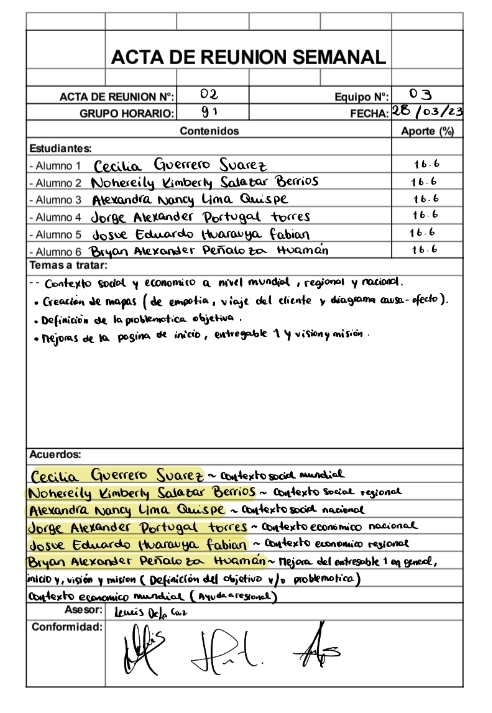 ACTA DE REUNION SEMANAL
ACTA DE REUNION N°: 02 Equipo N°: 03
GRUPO HORARIO: 91 FECHA: 28/03/23
Contenidos Aporte (%)
Estudiantes:
- Alumno 1 Cecilia Guerrero Suarez 16.6
- Alumno 2 Nohereily Kimberly Salazar Berrios 16.6
- Alumno 3 Alexandra Nancy Lima Quispe 16.6
- Alumno 4 Jorge Alexander Portugal torres 16.6
- Alumno 5 Josue Eduardo Huarauya fabian 16.6
- Alumno 6 Bryan Alexander Peñaloza Huamán 16.6
Temas a tratar:
-- Contexto social y economico a nivel mundial, regional y nacional.
• Creación de mapas (de empatia, viaje del cliente y diagrama causa-efecto).
• Definición de la problematica objetiva.
• Mejoras de la pagina de inicio, entregable 1 y vision y misión.
Acuerdos:
Cecilia Guerrero Suarez ~ contexto social mundial
Nohereily Kimberly Salazar Berrios ~ contexto social regional
Alexandra Nancy Lima Quispe ~ contexto social nacional
Jorge Alexander Portugal torres ~ contexto economico nacional
Josue Eduardo Huarauya fabian ~ contexto economico regional
Bryan Alexander Peñaloza Huamán ~ Mejora del entregable 1 en general,
inicio y, visión y mision (Definición del objetivo y/o problematica)
Contexto economico mundial (Ayuda a regional)
Asesor: Lewis De la Cruz
Conformidad: